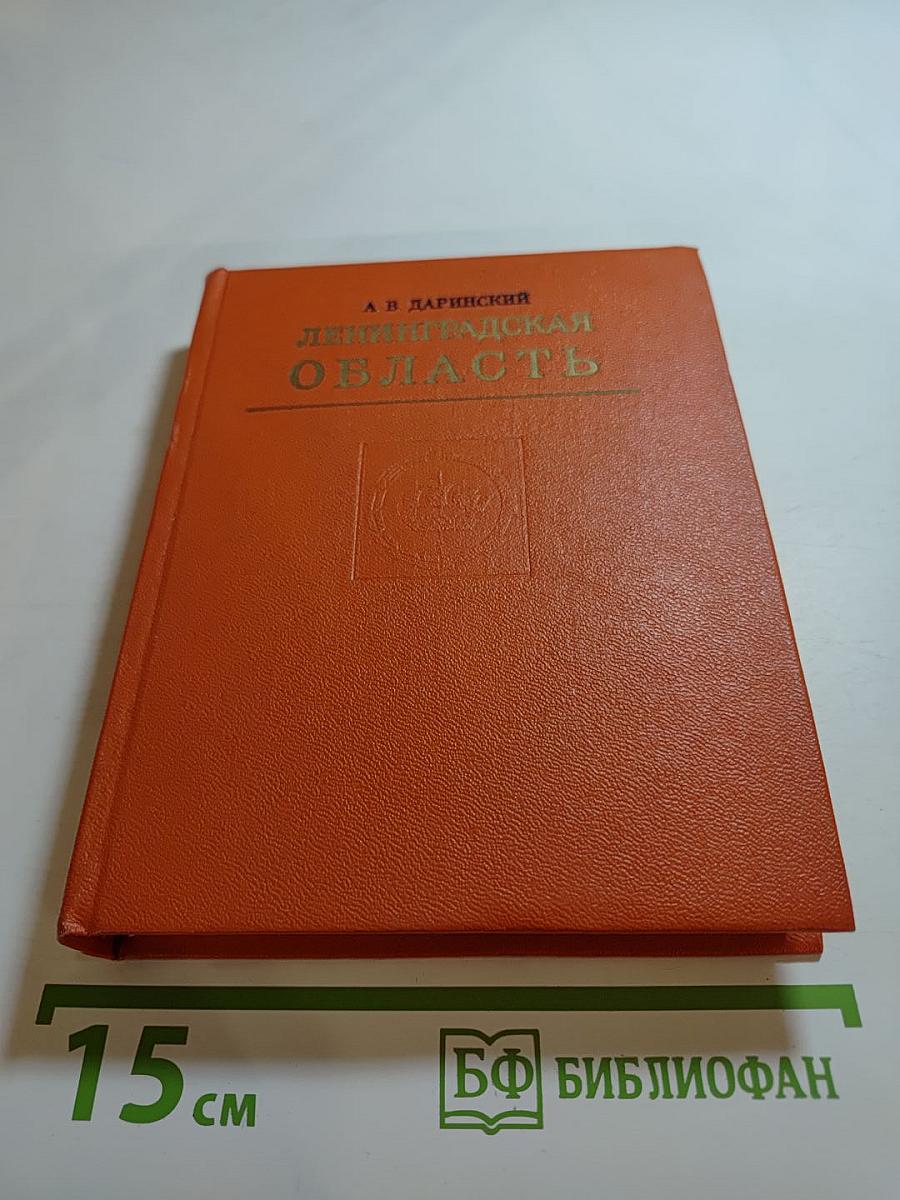 А. В. ДАРИНСКИЙ
ЛЕНИНГРАДСКАЯ
ОБЛАСТЬ
15 см
БФ БИБЛИОФАН